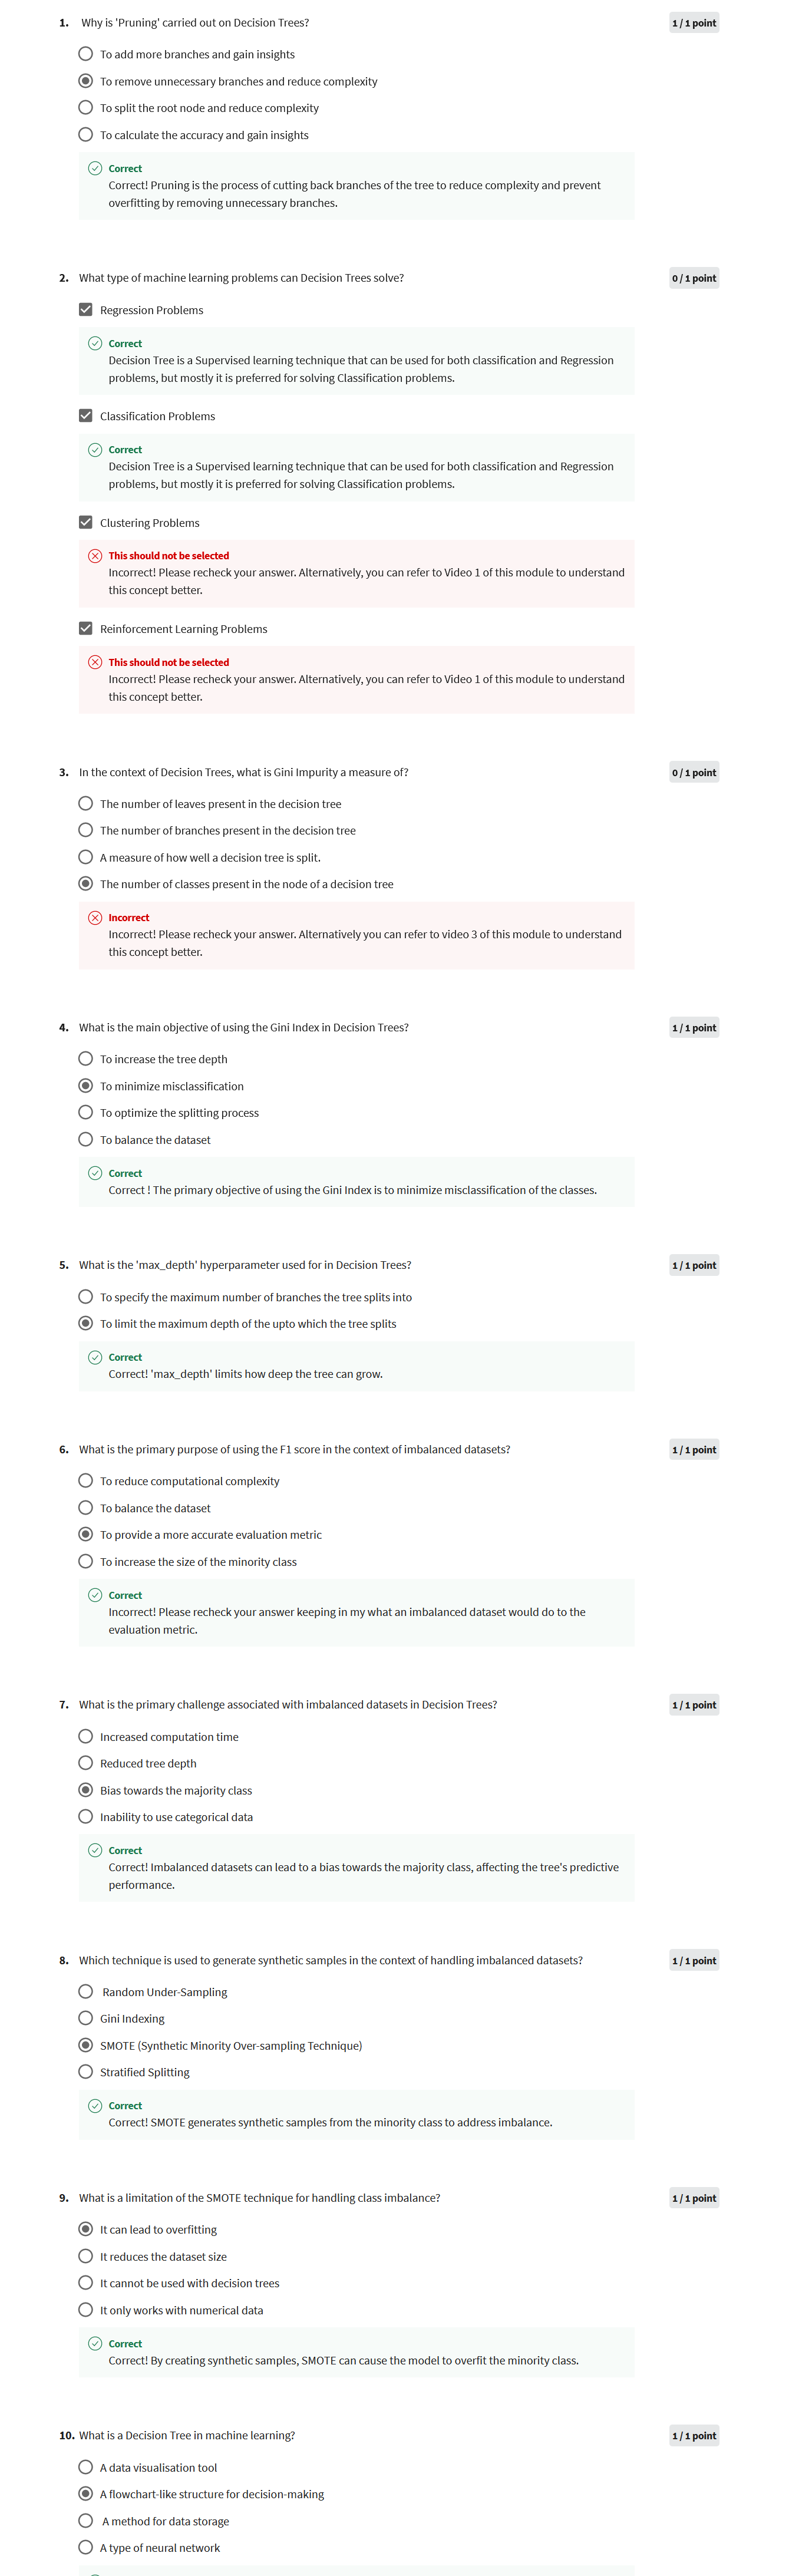 1. Why is 'Pruning' carried out on Decision Trees?
1 / 1 point
To add more branches and gain insights
To remove unnecessary branches and reduce complexity
To split the root node and reduce complexity
To calculate the accuracy and gain insights
Correct
Correct! Pruning is the process of cutting back branches of the tree to reduce complexity and prevent
overfitting by removing unnecessary branches.
2. What type of machine learning problems can Decision Trees solve?
0 / 1 point
Regression Problems
Correct
Decision Tree is a Supervised learning technique that can be used for both classification and Regression
problems, but mostly it is preferred for solving Classification problems.
Classification Problems
Correct
Decision Tree is a Supervised learning technique that can be used for both classification and Regression
problems, but mostly it is preferred for solving Classification problems.
Clustering Problems
This should not be selected
Incorrect! Please recheck your answer. Alternatively, you can refer to Video 1 of this module to understand
this concept better.
Reinforcement Learning Problems
This should not be selected
Incorrect! Please recheck your answer. Alternatively, you can refer to Video 1 of this module to understand
this concept better.
3. In the context of Decision Trees, what is Gini Impurity a measure of?
0 / 1 point
The number of leaves present in the decision tree
The number of branches present in the decision tree
A measure of how well a decision tree is split.
The number of classes present in the node of a decision tree
Incorrect
Incorrect! Please recheck your answer. Alternatively you can refer to video 3 of this module to understand
this concept better.
4. What is the main objective of using the Gini Index in Decision Trees?
1 / 1 point
To increase the tree depth
To minimize misclassification
To optimize the splitting process
To balance the dataset
Correct
Correct ! The primary objective of using the Gini Index is to minimize misclassification of the classes.
5. What is the 'max_depth' hyperparameter used for in Decision Trees?
1 / 1 point
To specify the maximum number of branches the tree splits into
To limit the maximum depth of the upto which the tree splits
Correct
Correct! 'max_depth' limits how deep the tree can grow.
6. What is the primary purpose of using the F1 score in the context of imbalanced datasets?
1 / 1 point
To reduce computational complexity
To balance the dataset
To provide a more accurate evaluation metric
To increase the size of the minority class
Correct
Incorrect! Please recheck your answer keeping in my what an imbalanced dataset would do to the
evaluation metric.
7. What is the primary challenge associated with imbalanced datasets in Decision Trees?
1 / 1 point
Increased computation time
Reduced tree depth
Bias towards the majority class
Inability to use categorical data
Correct
Correct! Imbalanced datasets can lead to a bias towards the majority class, affecting the tree's predictive
performance.
8. Which technique is used to generate synthetic samples in the context of handling imbalanced datasets?
1 / 1 point
Random Under-Sampling
Gini Indexing
SMOTE (Synthetic Minority Over-sampling Technique)
Stratified Splitting
Correct
Correct! SMOTE generates synthetic samples from the minority class to address imbalance.
9. What is a limitation of the SMOTE technique for handling class imbalance?
1 / 1 point
It can lead to overfitting
It reduces the dataset size
It cannot be used with decision trees
It only works with numerical data
Correct
Correct! By creating synthetic samples, SMOTE can cause the model to overfit the minority class.
10. What is a Decision Tree in machine learning?
1 / 1 point
A data visualisation tool
A flowchart-like structure for decision-making
A method for data storage
A type of neural network